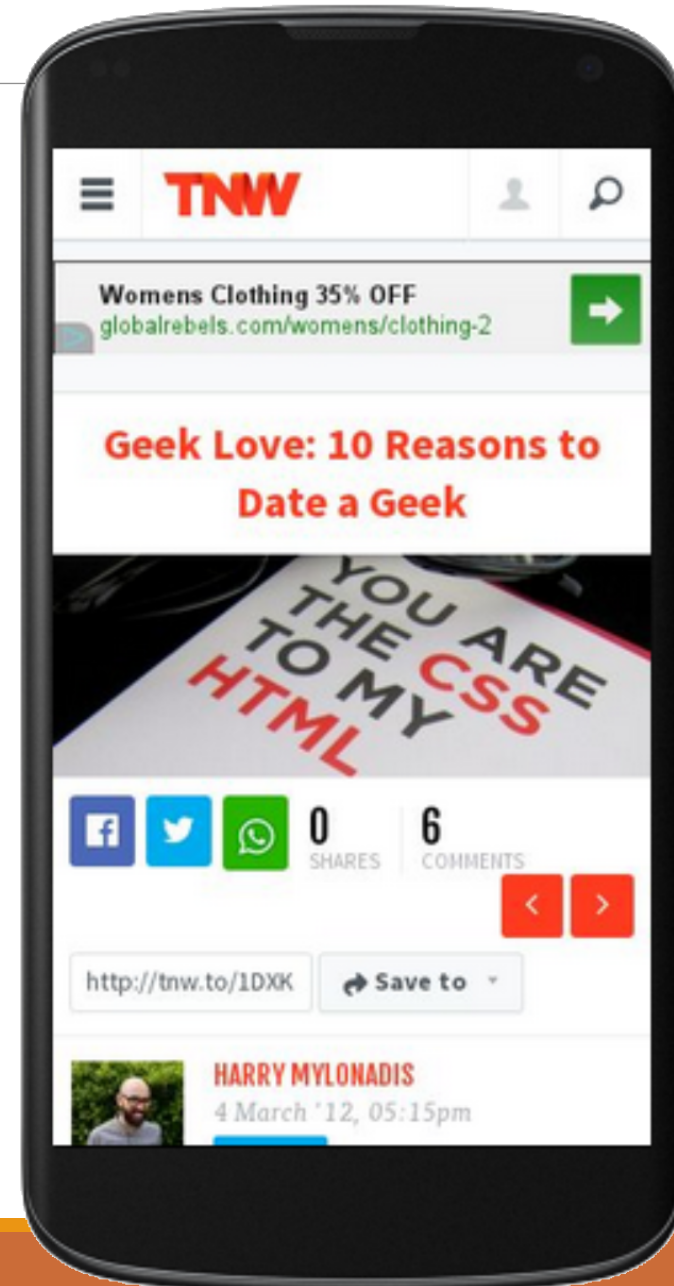 TNW
Womens Clothing 35% OFF
globalrebels.com/womens/clothing-2
Geek Love: 10 Reasons to
Date a Geek
YOU ARE
THE CSS
TO MY
HTML
0
SHARES
6
COMMENTS
http://tnw.to/1DXK
Save to
HARRY MYLONADIS
4 March '12, 05:15pm